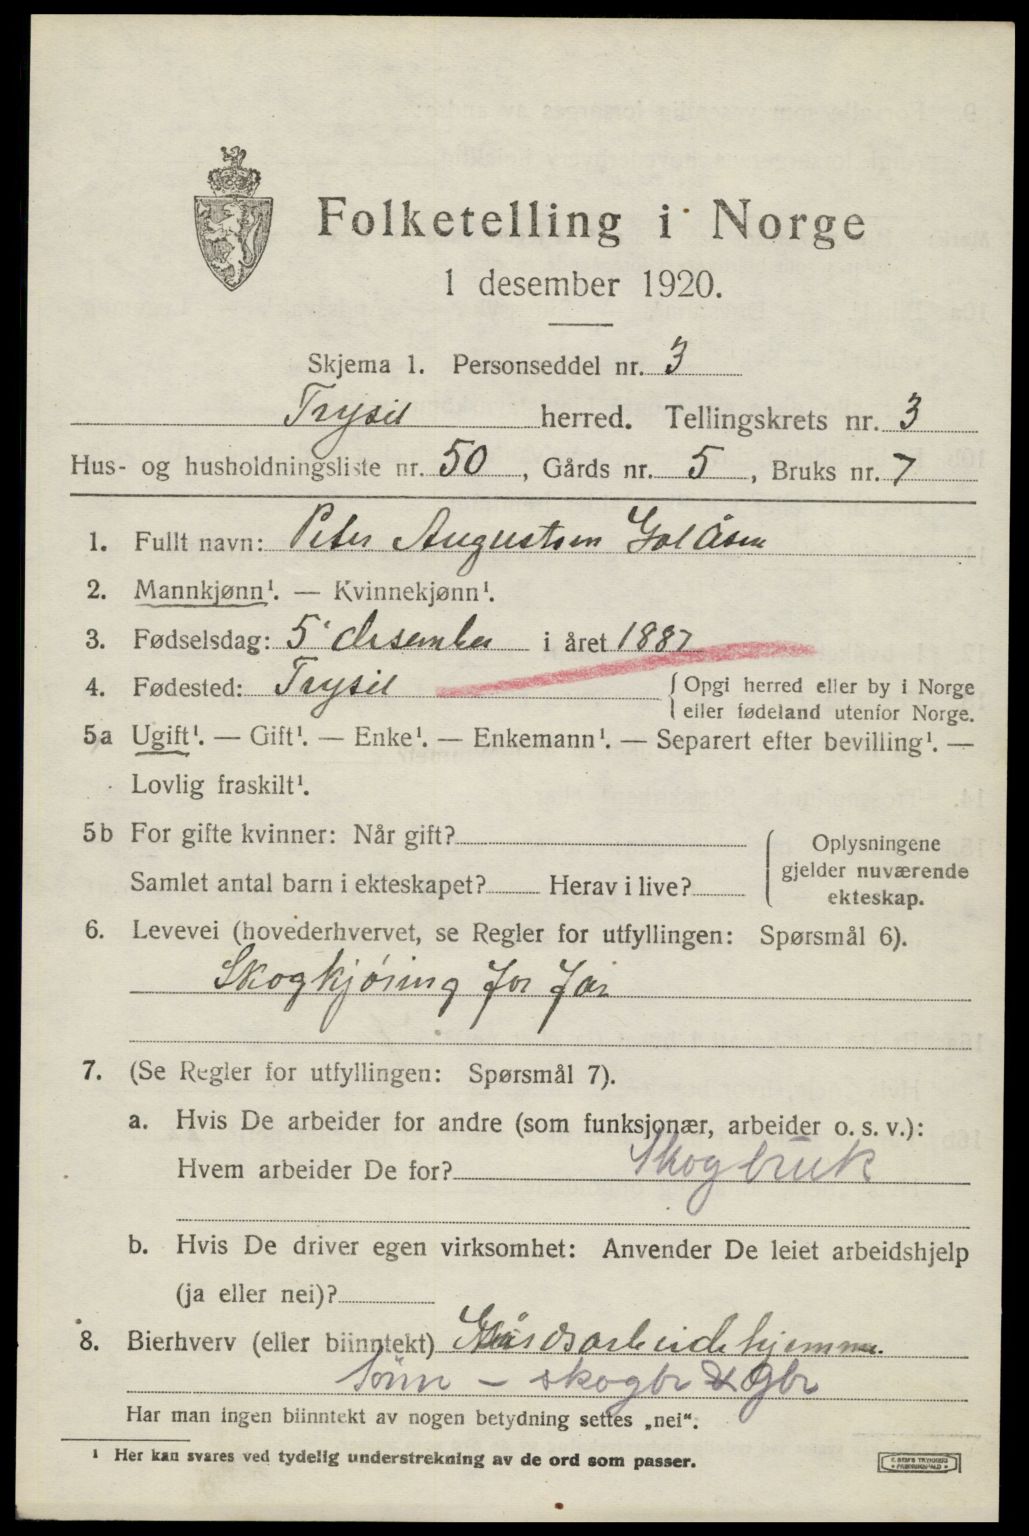 Folketelling i Norge
1 desember 1920.
Skjema 1. Personseddel nr. 3
Trysil herred. Tellingskrets nr. 3
Hus- og husholdningsliste nr. 50, Gårds nr. 5, Bruks nr. 7
1. Fullt navn: Peter Augustsen Galåsen
2. Mannkjønn¹. — Kvinnekjønn¹.
3. Fødselsdag: 5' desember i året 1887
4. Fødested: Trysil { Opgi herred eller by i Norge
eller fødeland utenfor Norge.
5a Ugift¹. — Gift¹. — Enke¹. — Enkemann¹. — Separert efter bevilling¹. —
Lovlig fraskilt¹.
5b For gifte kvinner: Når gift?
Samlet antal barn i ekteskapet? Herav i live?
Oplysningene
gjelder nuværende
ekteskap.
6. Levevei (hovederhvervet, se Regler for utfyllingen: Spørsmål 6).
Skogkjöring for far
7. (Se Regler for utfyllingen: Spørsmål 7).
a. Hvis De arbeider for andre (som funksjonær, arbeider o. s. v.):
Hvem arbeider De for? Skogbruk
b. Hvis De driver egen virksomhet: Anvender De leiet arbeidshjelp
(ja eller nei)?
8. Bierhverv (eller biinntekt) Gårdsarbeide hjemme
Sönn - skogbr & Gbr
Har man ingen biinntekt av nogen betydning settes „nei".
¹ Her kan svares ved tydelig understrekning av de ord som passer.